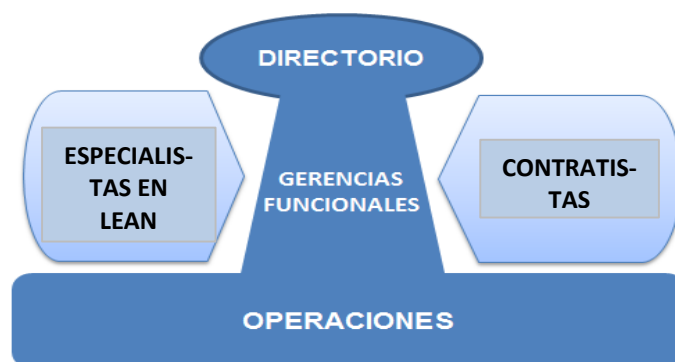 DIRECTORIO
ESPECIALIS-
TAS EN
LEAN
GERENCIAS
FUNCIONALES
CONTRATIS-
TAS
OPERACIONES